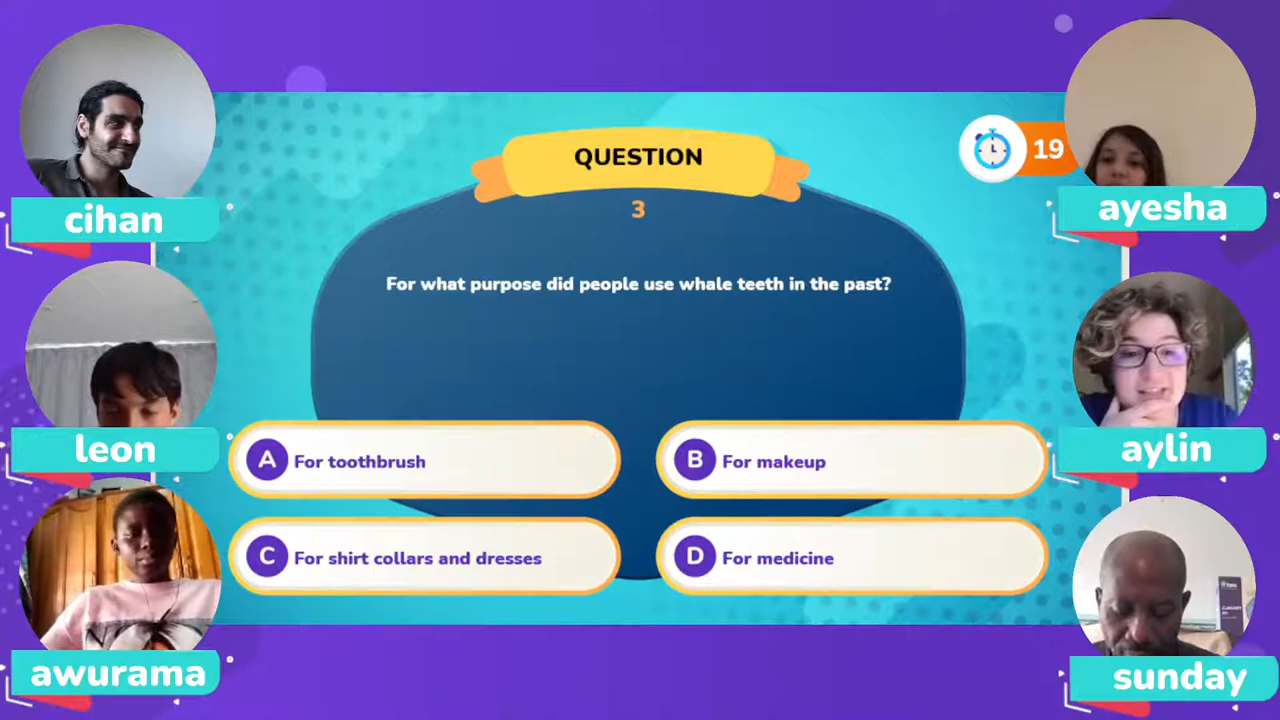 QUESTION
3
19
For what purpose did people use whale teeth in the past?
A For toothbrush
B For makeup
C For shirt collars and dresses
D For medicine
cihan
leon
awurama
ayesha
aylin
sunday